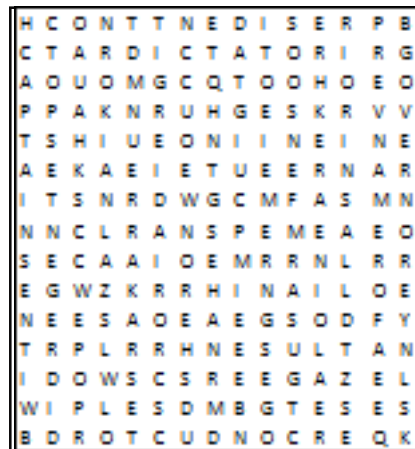 H C O N T T N E D I S E R P B
C T A R D I C T A T O R I R G
A O U O M G C Q T O O H O E O
P P A K N R U H G E S K R V V
T S H I U E O N I I N E I N E
A E K A E I E T U E E R N A R
I T S N R D W G C M F A S M N
N N C L R A N S P E M E A E O
S E C A A I O E M R R N L R R
E G W Z K R R H I N A I L O E
N E E S A O E A E G S O D F Y
T R P L R R H N E S U L T A N
I D O W S C S R E E G A Z E L
W I P L E S D M B G T E S E S
B D R O T C U D N O C R E Q K